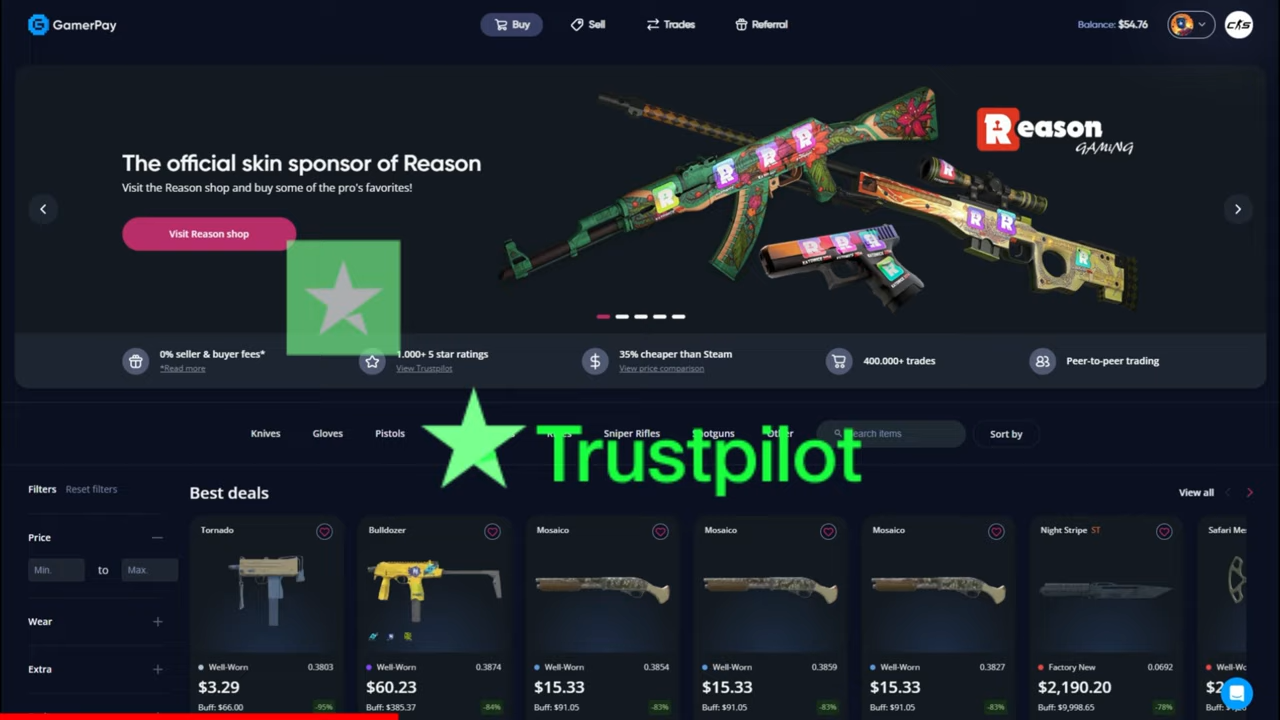 GamerPay
Buy
Sell
Trades
Referral
Balance: $54.76
The official skin sponsor of Reason
Visit the Reason shop and buy some of the pro's favorites!
Visit Reason shop
Reason
GAMING
0% seller & buyer fees*
*Read more
1.000+ 5 star ratings
View Trustpilot
35% cheaper than Steam
View price comparison
400.000+ trades
Peer-to-peer trading
Knives
Gloves
Pistols
Sniper Rifles
Shotguns
Other
Search items
Sort by
Trustpilot
Filters
Reset filters
Best deals
View all
Price
Min.
to
Max.
Wear
Extra
Tornado
Well-Worn
0.3803
$3.29
Buff: $66.00
-95%
Bulldozer
Well-Worn
0.3874
$60.23
Buff: $385.37
-84%
Mosaico
Well-Worn
0.3854
$15.33
Buff: $91.05
-83%
Mosaico
Well-Worn
0.3859
$15.33
Buff: $91.05
-83%
Mosaico
Well-Worn
0.3827
$15.33
Buff: $91.05
-83%
Night Stripe ST
Factory New
0.0692
$2,190.20
Buff: $9,998.65
-78%
Safari Me